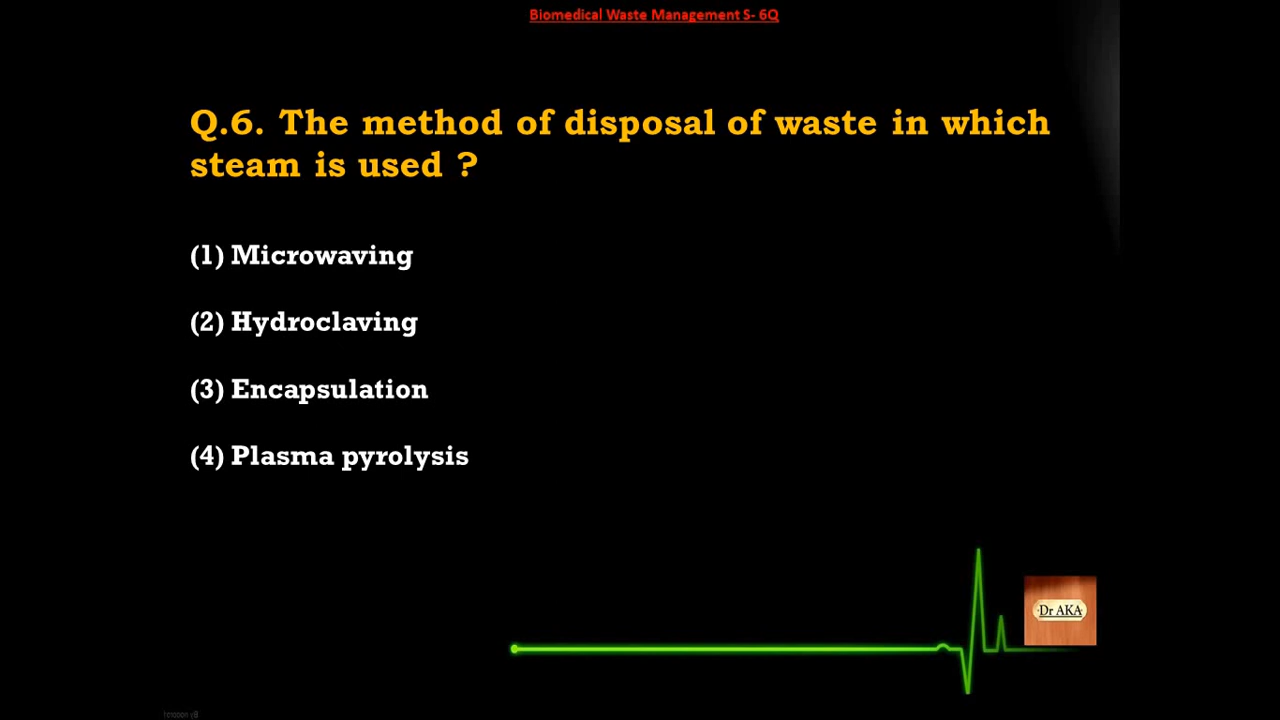 Biomedical Waste Management S- 6Q
Q.6. The method of disposal of waste in which
steam is used ?
(1) Microwaving
(2) Hydroclaving
(3) Encapsulation
(4) Plasma pyrolysis
Dr AKA